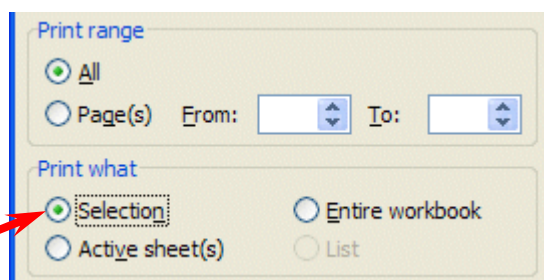 Print range
All
Page(s) From: To:
Print what
Selection Entire workbook
Active sheet(s) List